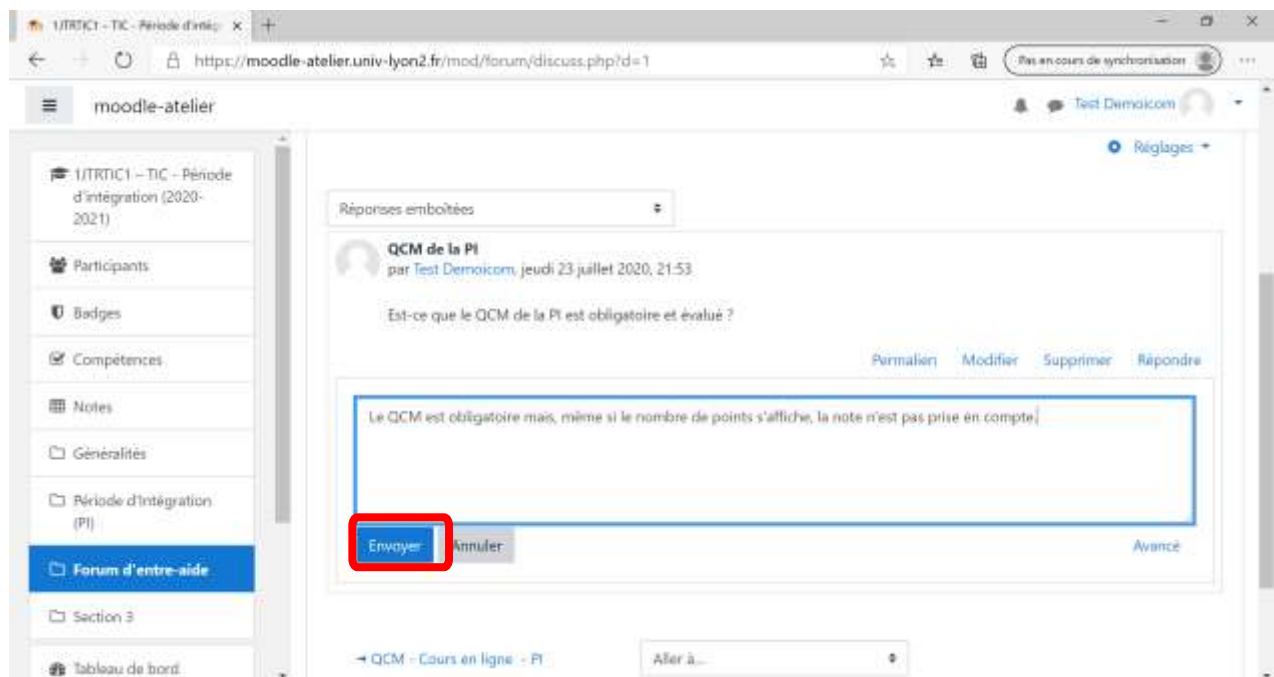 1/TRTIC1 - TIC - Période d'intég
https://moodle-atelier.univ-lyon2.fr/mod/forum/discuss.php?d=1
Pas en cours de synchronisation
moodle-atelier
Test Demoicom
Réglages
1/TRTIC1 – TIC - Période
d'intégration (2020-
2021)
Participants
Badges
Compétences
Notes
Généralités
Période d'Intégration
(PI)
Forum d'entre-aide
Section 3
Tableau de bord
Réponses emboîtées
QCM de la PI
par Test Demoicom, jeudi 23 juillet 2020, 21:53
Est-ce que le QCM de la PI est obligatoire et évalué ?
Permalien Modifier Supprimer Répondre
Le QCM est obligatoire mais, même si le nombre de points s'affiche, la note n'est pas prise en compte.
Envoyer Annuler
Avancé
QCM - Cours en ligne - PI
Aller à...